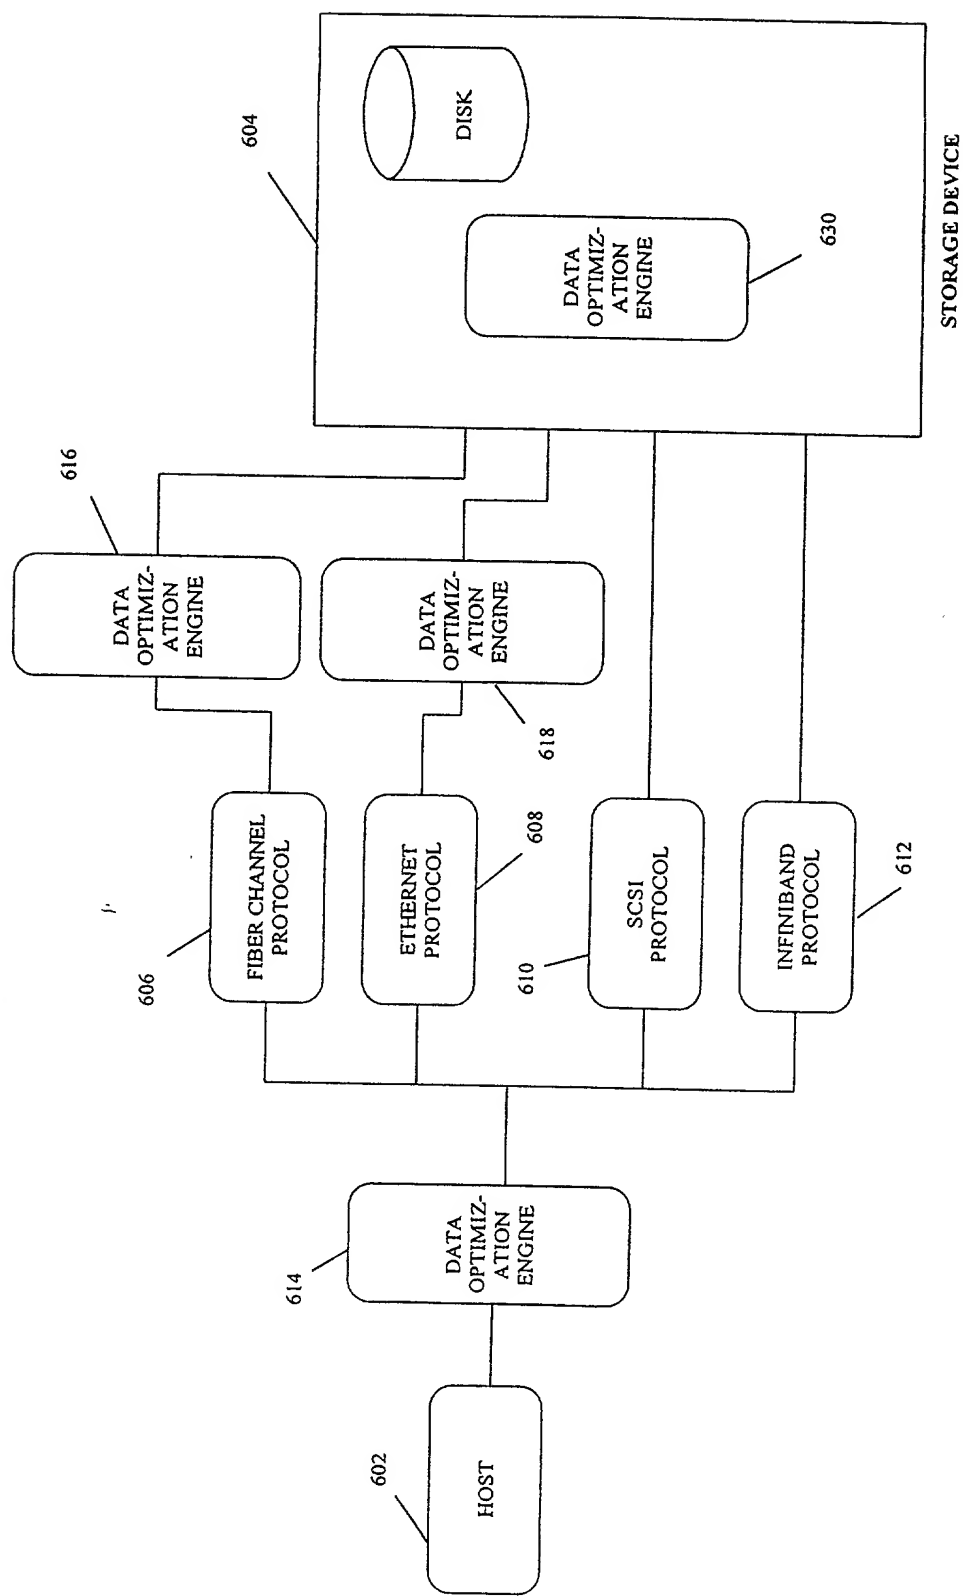 602
HOST
614
DATA
OPTIMIZ-
ATION
ENGINE
606
FIBER CHANNEL
PROTOCOL
ETHERNET
PROTOCOL
608
610
SCSI
PROTOCOL
INFINIBAND
PROTOCOL
612
616
DATA
OPTIMIZ-
ATION
ENGINE
DATA
OPTIMIZ-
ATION
ENGINE
618
604
DISK
DATA
OPTIMIZ-
ATION
ENGINE
630
STORAGE DEVICE